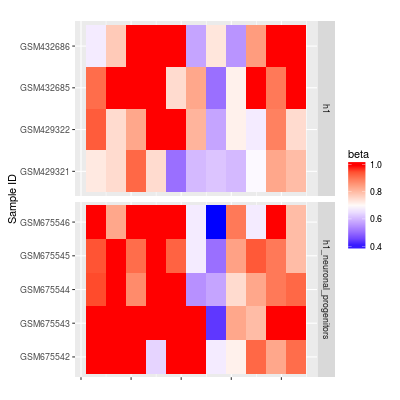 Sample ID
GSM432686
GSM432685
GSM429322
GSM429321
h1
GSM675546
GSM675545
GSM675544
GSM675543
GSM675542
h1_neuronal_progenitors
beta
1.0
0.8
0.6
0.4